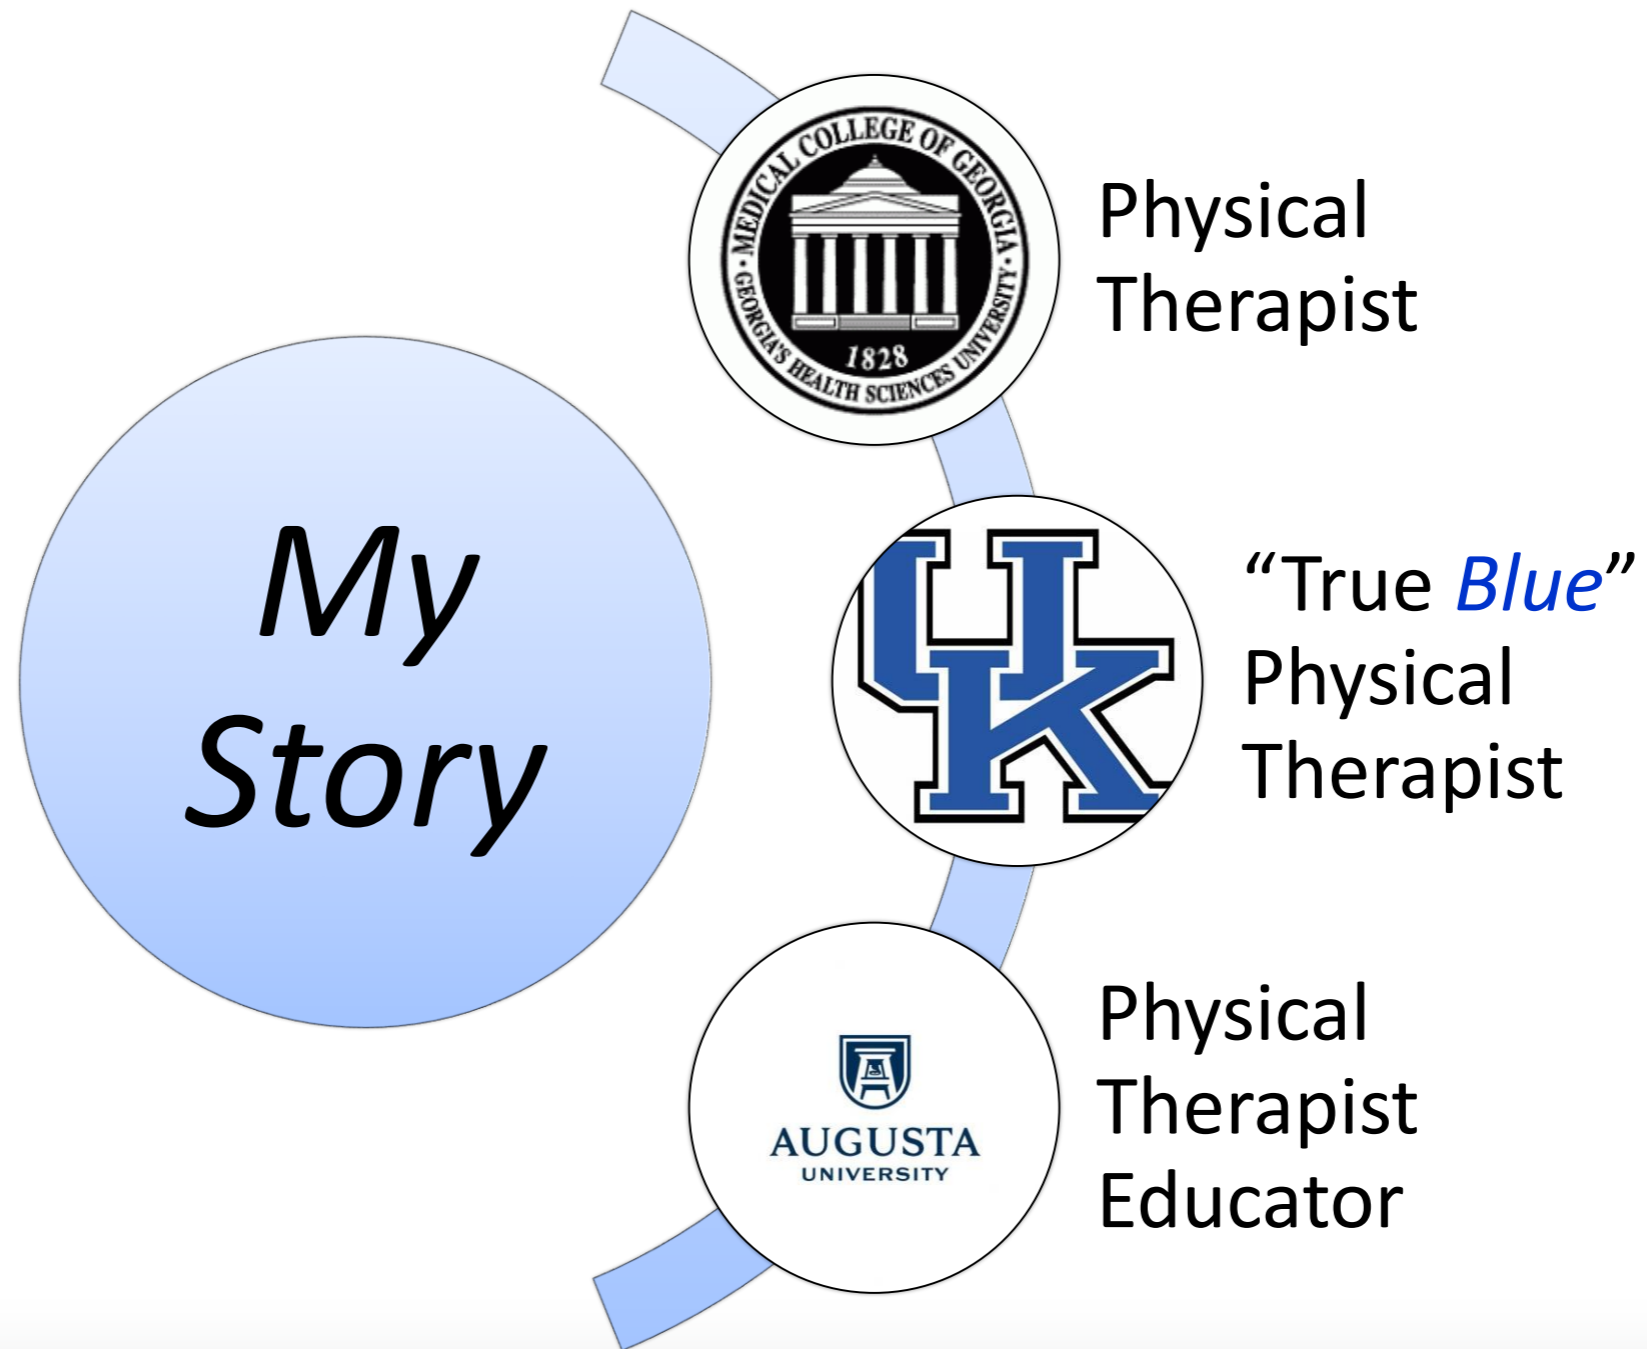 My
Story
MEDICAL COLLEGE OF GEORGIA
GEORGIA'S HEALTH SCIENCES UNIVERSITY
1828
Physical
Therapist
UK
“True Blue”
Physical
Therapist
AUGUSTA
UNIVERSITY
Physical
Therapist
Educator